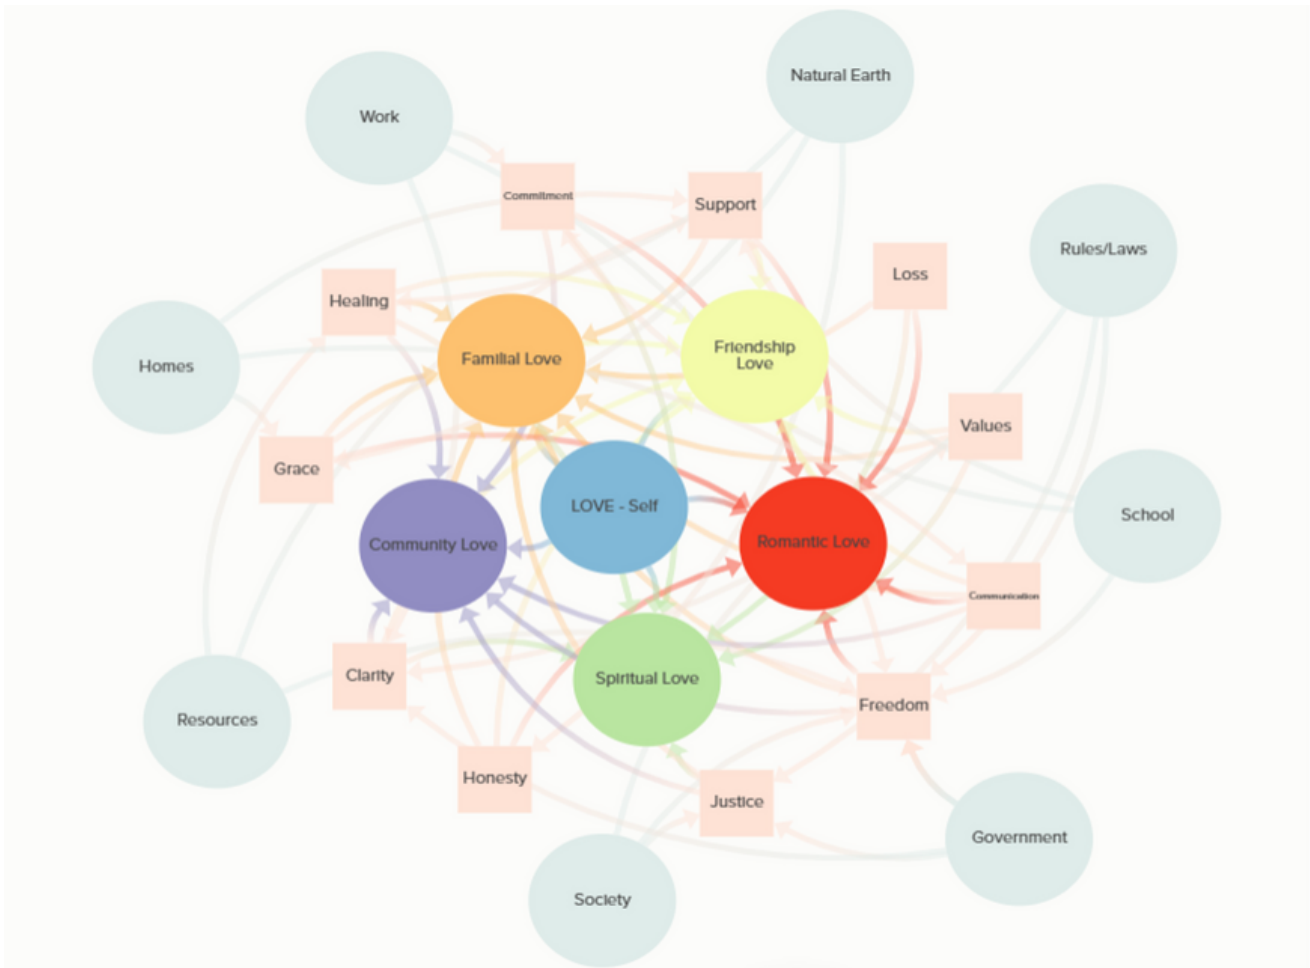 Natural Earth
Work
Commitment
Support
Rules/Laws
Loss
Healing
Friendship
Love
Familial Love
Homes
Values
Grace
LOVE - Self
School
Community Love
Romantic Love
Communication
Clarity
Spiritual Love
Freedom
Resources
Honesty
Justice
Government
Society